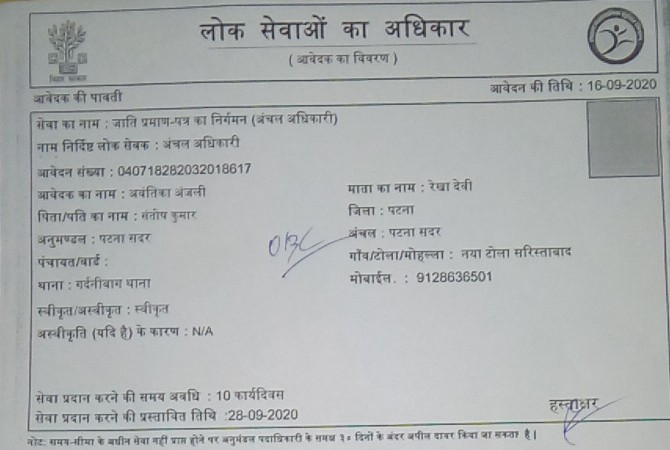 लोक सेवाओं का अधिकार
(आवेदक का विवरण)
बिहार सरकार
आवेदक की पावती
आवेदन की तिथि : 16-09-2020
सेवा का नाम : जाति प्रमाण-पत्र का निर्गमन (अंचल अधिकारी)
नाम निर्दिष्ट लोक सेवक : अंचल अधिकारी
आवेदन संख्या : 040718282032018617
आवेदक का नाम : अवंतिका अंजली
माता का नाम : रेखा देवी
पिता/पति का नाम : संतोष कुमार
जिला : पटना
अनुमण्डल : पटना सदर
OBC
अंचल : पटना सदर
पंचायत/वार्ड :
गाँव/टोला/मोहल्ला : नया टोला सरिस्ताबाद
थाना : गर्दनीबाग थाना
मोबाईल. : 9128636501
स्वीकृत/अस्वीकृत : स्वीकृत
अस्वीकृति (यदि है) के कारण : N/A
सेवा प्रदान करने की समय अवधि : 10 कार्यदिवस
सेवा प्रदान करने की प्रस्तावित तिथि :28-09-2020
हस्ताक्षर
नोट: समय-सीमा के अधीन सेवा नहीं प्राप्त होने पर अनुमंडल पदाधिकारी के समक्ष ३० दिनों के अंदर अपील दायर किया जा सकता है |